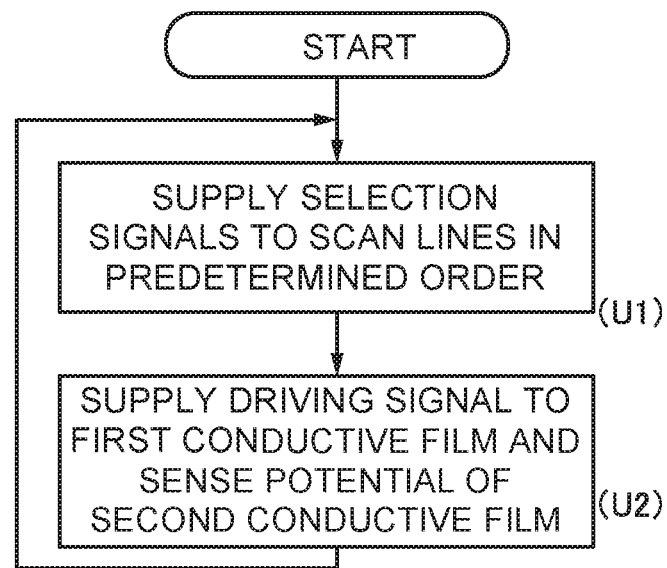 START
SUPPLY SELECTION
SIGNALS TO SCAN LINES IN
PREDETERMINED ORDER
(U1)
SUPPLY DRIVING SIGNAL TO
FIRST CONDUCTIVE FILM AND
SENSE POTENTIAL OF
SECOND CONDUCTIVE FILM
(U2)